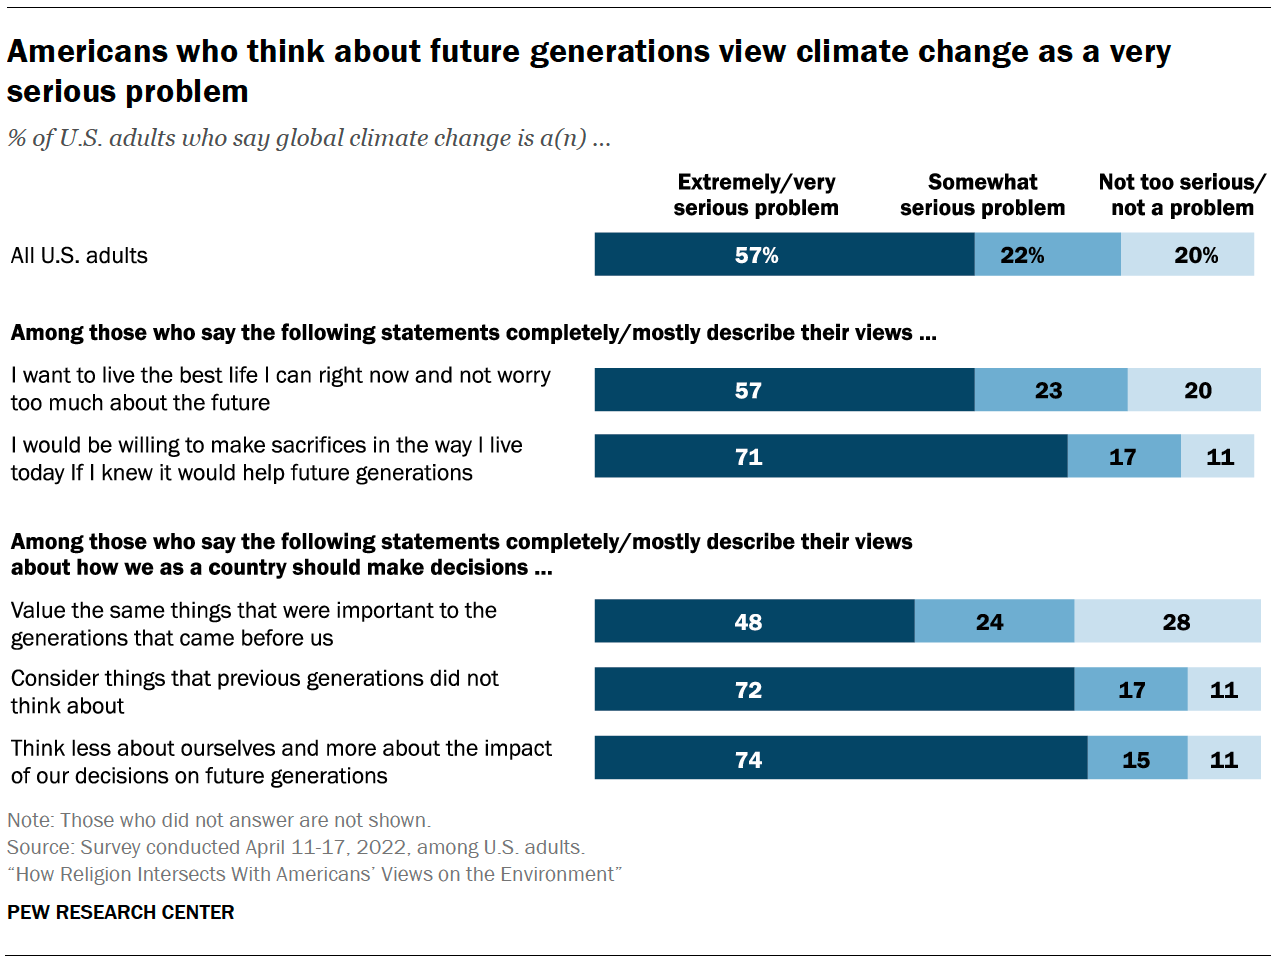 Americans who think about future generations view climate change as a very
serious problem
% of U.S. adults who say global climate change is a(n) ...
Extremely/very
serious problem
Somewhat
serious problem
Not too serious/
not a problem
All U.S. adults
57%
22%
20%
Among those who say the following statements completely/mostly describe their views ...
I want to live the best life I can right now and not worry
too much about the future
57
23
20
I would be willing to make sacrifices in the way I live
today If I knew it would help future generations
71
17
11
Among those who say the following statements completely/mostly describe their views
about how we as a country should make decisions ...
Value the same things that were important to the
generations that came before us
48
24
28
Consider things that previous generations did not
think about
72
17
11
Think less about ourselves and more about the impact
of our decisions on future generations
74
15
11
Note: Those who did not answer are not shown.
Source: Survey conducted April 11-17, 2022, among U.S. adults.
“How Religion Intersects With Americans’ Views on the Environment”
PEW RESEARCH CENTER